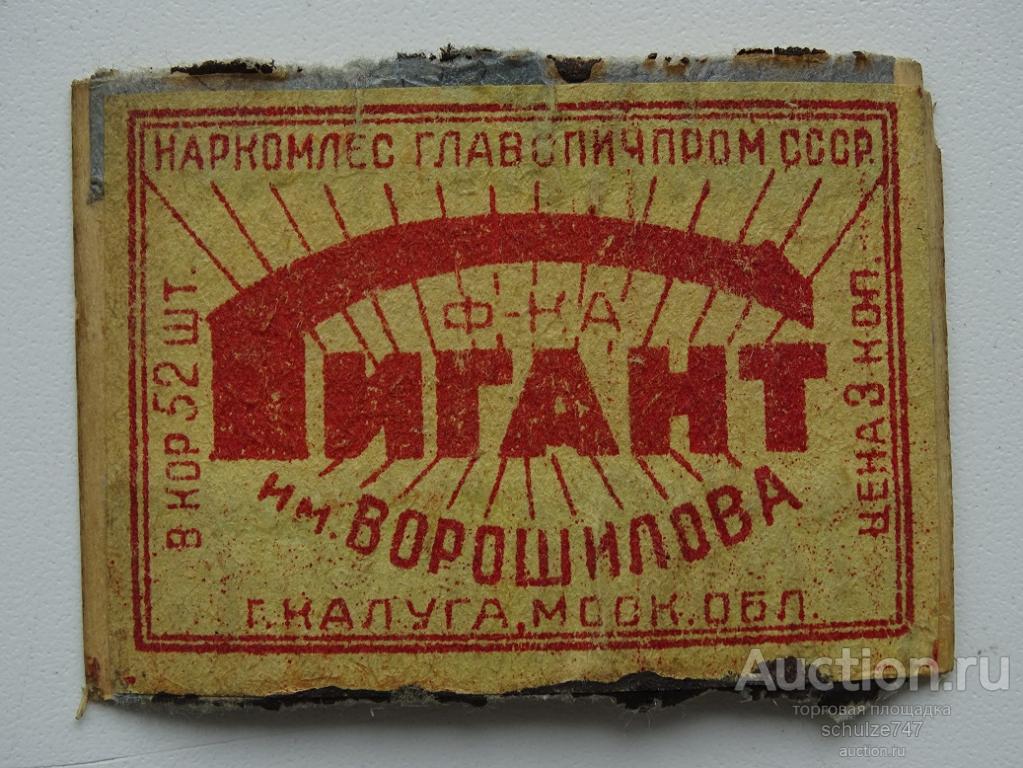 НАРКОМЛЕС ГЛАВСПИЧПРОМ СССР.
В КОР 52 ШТ.
Ф-КА
ГИГАНТ
ИМ. ВОРОШИЛОВА
Г. КАЛУГА, МОСК. ОБЛ.
ЦЕНА 3 КОП.
Auction.ru
торговая площадка
schulze747
auction.ru